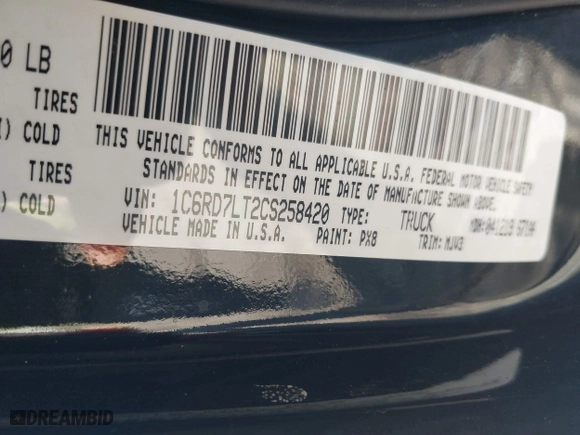 0 LB
TIRES
) COLD
TIRES
) COLD
THIS VEHICLE CONFORMS TO ALL APPLICABLE U.S.A. FEDERAL MOTOR VEHICLE SAFETY
STANDARDS IN EFFECT ON THE DATE OF MANUFACTURE SHOWN ABOVE.
VIN: 1C6RD7LT2CS258420 TYPE: TRUCK
VEHICLE MADE IN U.S.A. PAINT: PX8 TRIM: MJV3
DREAMBID